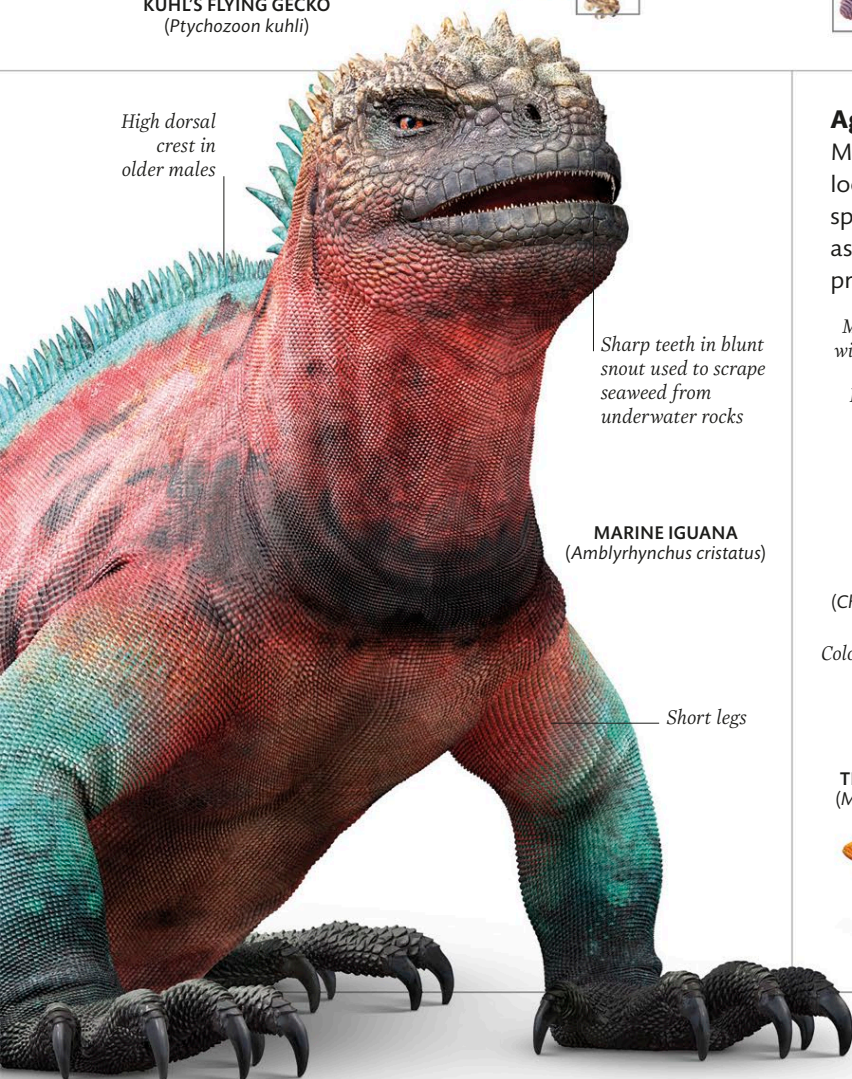 KUHL'S FLYING GECKO
(Ptychozoon kuhli)
High dorsal
crest in
older males
Sharp teeth in blunt
snout used to scrape
seaweed from
underwater rocks
MARINE IGUANA
(Amblyrhynchus cristatus)
Short legs